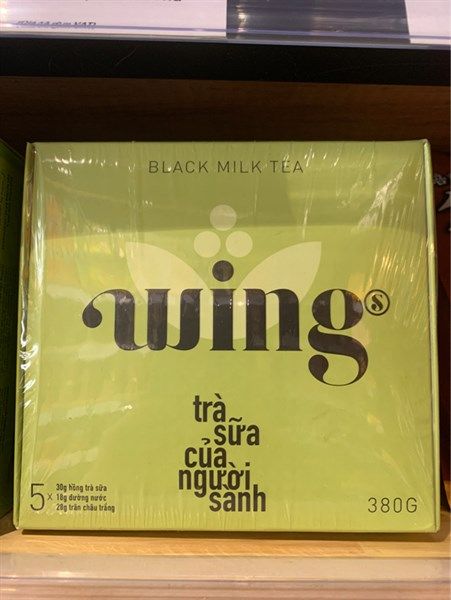 BLACK MILK TEA
wing s
trà
sữa
của
người
sành
5x
30g hồng trà sữa
18g đường nước
28g trân châu trắng
380G